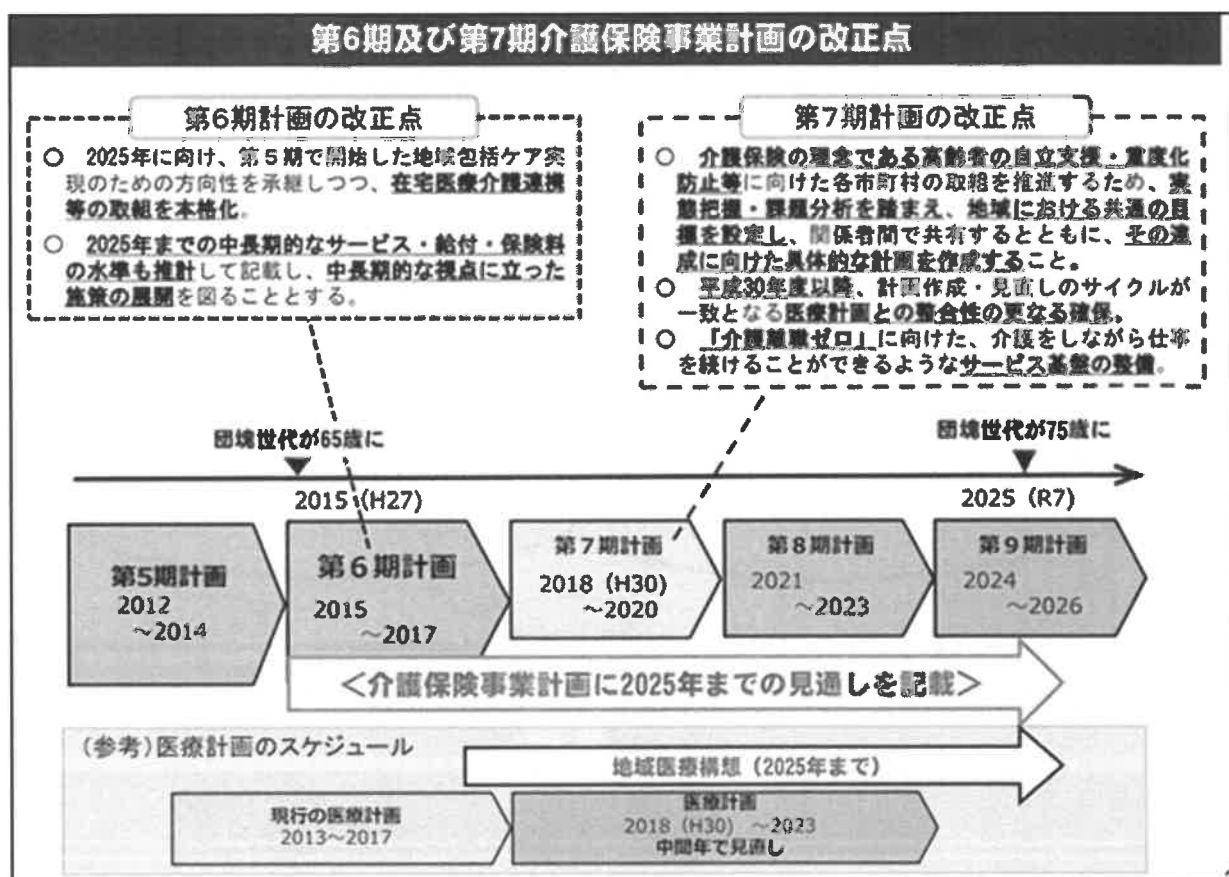 第6期及び第7期介護保険事業計画の改正点
第6期計画の改正点
○ 2025年に向け、第5期で開始した地域包括ケア実
現のための方向性を承継しつつ、在宅医療介護連携
等の取組を本格化。
○ 2025年までの中長期的なサービス・給付・保険料
の水準も推計して記載し、中長期的な視点に立った
施策の展開を図ることとする。
第7期計画の改正点
○ 介護保険の理念である高齢者の自立支援・重度化
防止等に向けた各市町村の取組を推進するため、実
態把握・課題分析を踏まえ、地域における共通の目
標を設定し、関係者間で共有するとともに、その達
成に向けた具体的な計画を作成すること。
○ 平成30年度以降、計画作成・見直しのサイクルが
一致となる医療計画との整合性の更なる確保。
○ 「介護離職ゼロ」に向けた、介護をしながら仕事
を続けることができるようなサービス基盤の整備。
団塊世代が65歳に
団塊世代が75歳に
2015 (H27)
2025 (R7)
第5期計画
2012
～2014
第6期計画
2015
～2017
第7期計画
2018 (H30)
～2020
第8期計画
2021
～2023
第9期計画
2024
～2026
＜介護保険事業計画に2025年までの見通しを記載＞
(参考)医療計画のスケジュール
地域医療構想 (2025年まで)
現行の医療計画
2013～2017
医療計画
2018 (H30) ～2023
中間年で見直し